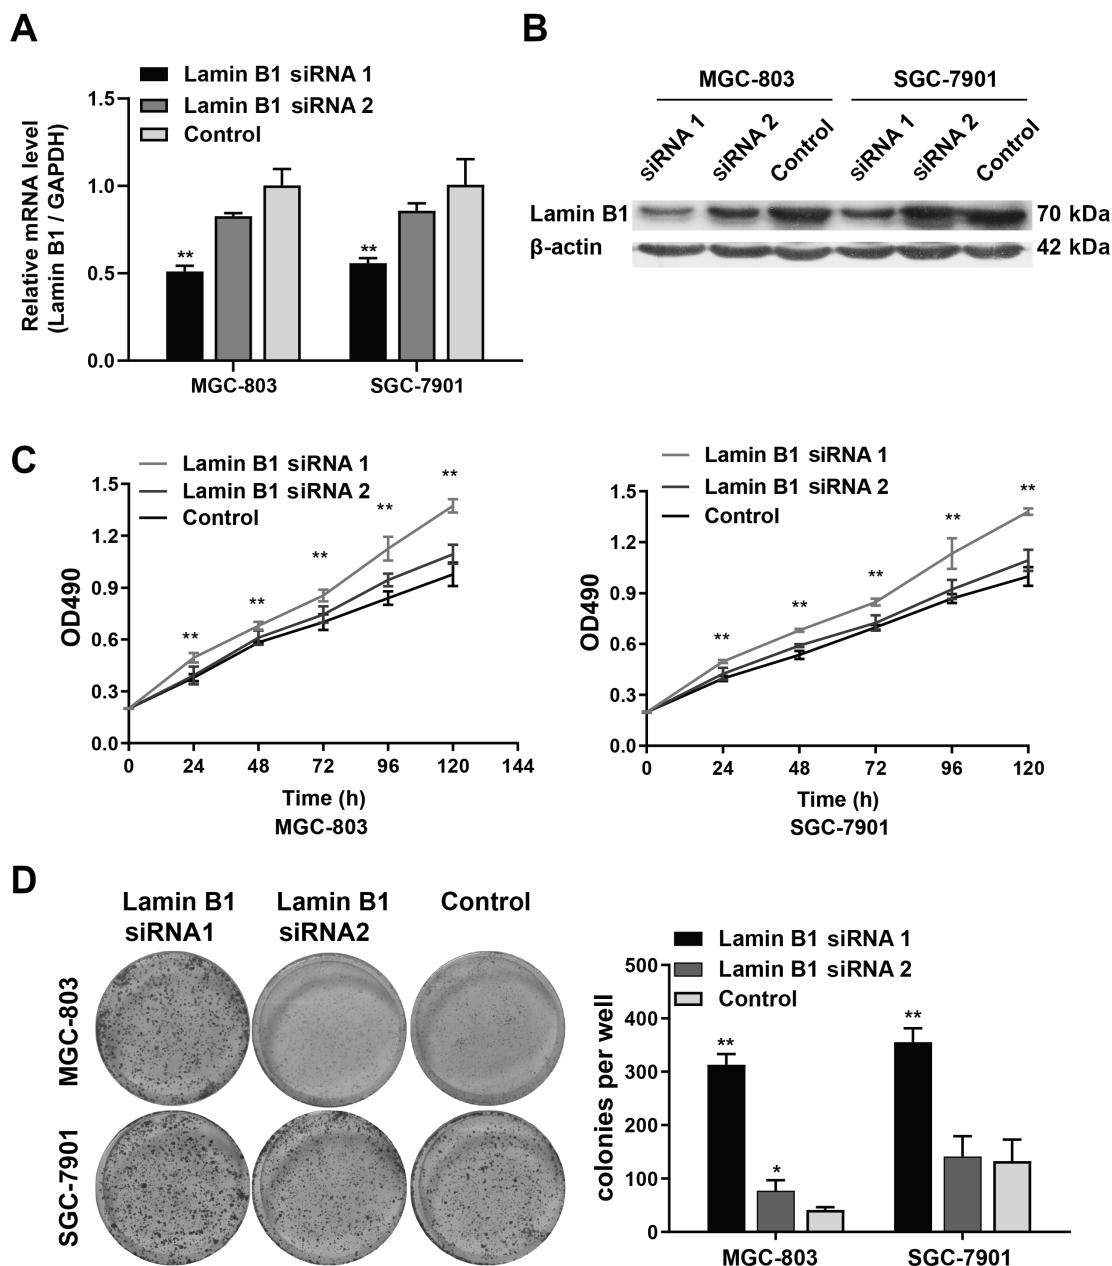 A
Lamin B1 siRNA 1
Lamin B1 siRNA 2
Control
Relative mRNA level
(Lamin B1 / GAPDH)
1.5
1.0
0.5
0.0
**
**
MGC-803
SGC-7901
B
MGC-803
SGC-7901
siRNA 1
siRNA 2
Control
siRNA 1
siRNA 2
Control
Lamin B1
70 kDa
β-actin
42 kDa
C
Lamin B1 siRNA 1
Lamin B1 siRNA 2
Control
OD490
1.5
1.2
0.9
0.6
0.3
0.0
**
**
**
**
**
0
24
48
72
96
120
144
Time (h)
MGC-803
Lamin B1 siRNA 1
Lamin B1 siRNA 2
Control
OD490
1.5
1.2
0.9
0.6
0.3
0.0
**
**
**
**
**
0
24
48
72
96
120
Time (h)
SGC-7901
D
Lamin B1
siRNA1
Lamin B1
siRNA2
Control
MGC-803
SGC-7901
Lamin B1 siRNA 1
Lamin B1 siRNA 2
Control
colonies per well
500
400
300
200
100
0
**
*
**
MGC-803
SGC-7901